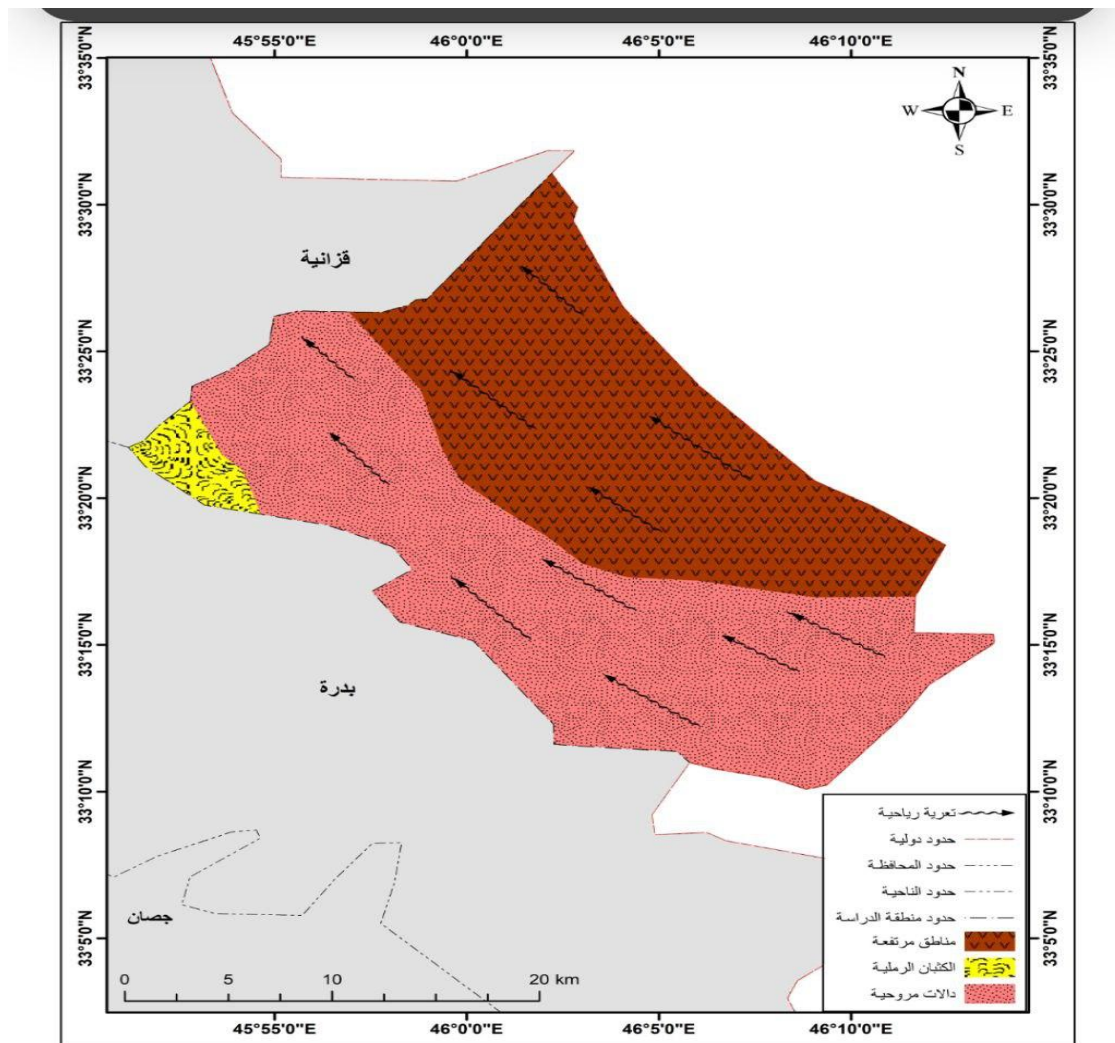 45°55'0"E 46°0'0"E 46°5'0"E 46°10'0"E
33°35'0"N
33°30'0"N
33°25'0"N
33°20'0"N
33°15'0"N
33°10'0"N
33°5'0"N
33°35'0"N
33°30'0"N
33°25'0"N
33°20'0"N
33°15'0"N
33°10'0"N
33°5'0"N
N
W E
S
قزانية
بدرة
جصان
تعرية رياحية
حدود دولية
حدود المحافظة
حدود الناحية
حدود منطقة الدراسة
مناطق مرتفعة
الكثبان الرملية
دالات مروحية
0 5 10 20 km
45°55'0"E 46°0'0"E 46°5'0"E 46°10'0"E